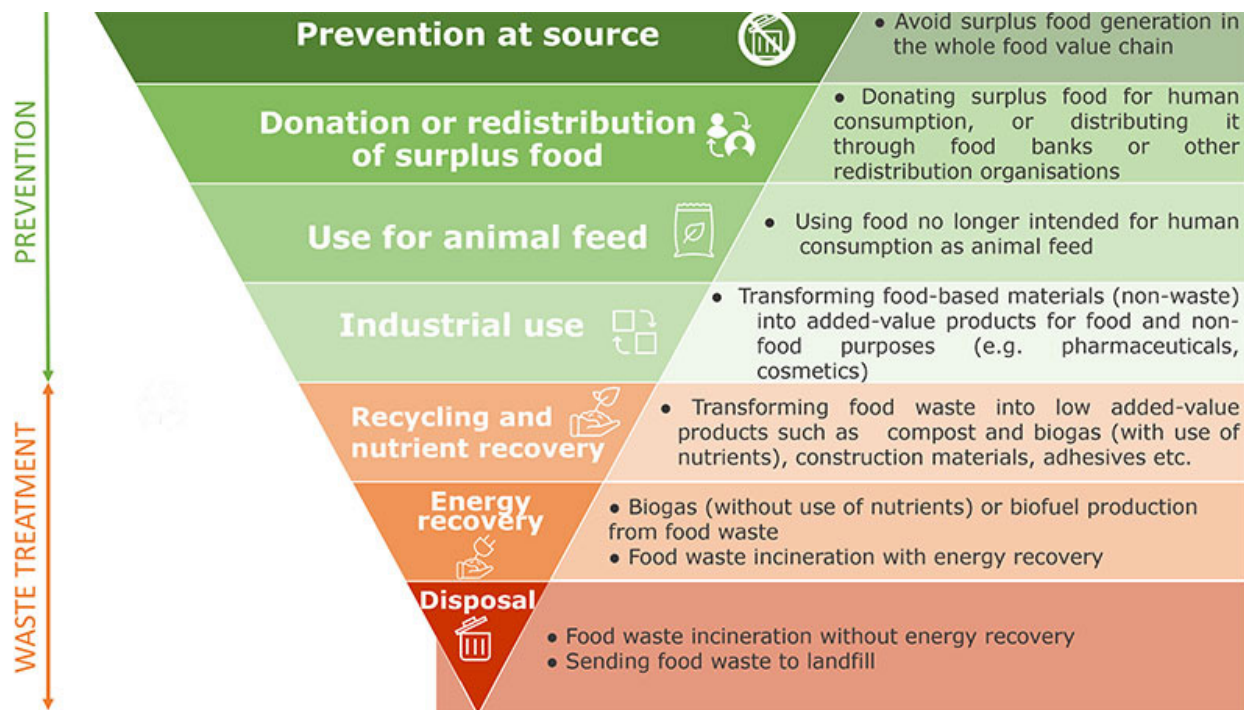 PREVENTION
Prevention at source
● Avoid surplus food generation in
the whole food value chain
Donation or redistribution
of surplus food
● Donating surplus food for human
consumption, or distributing it
through food banks or other
redistribution organisations
Use for animal feed
● Using food no longer intended for human
consumption as animal feed
Industrial use
● Transforming food-based materials (non-waste)
into added-value products for food and non-
food purposes (e.g. pharmaceuticals,
cosmetics)
WASTE TREATMENT
Recycling and
nutrient recovery
● Transforming food waste into low added-value
products such as compost and biogas (with use of
nutrients), construction materials, adhesives etc.
Energy
recovery
● Biogas (without use of nutrients) or biofuel production
from food waste
● Food waste incineration with energy recovery
Disposal
● Food waste incineration without energy recovery
● Sending food waste to landfill